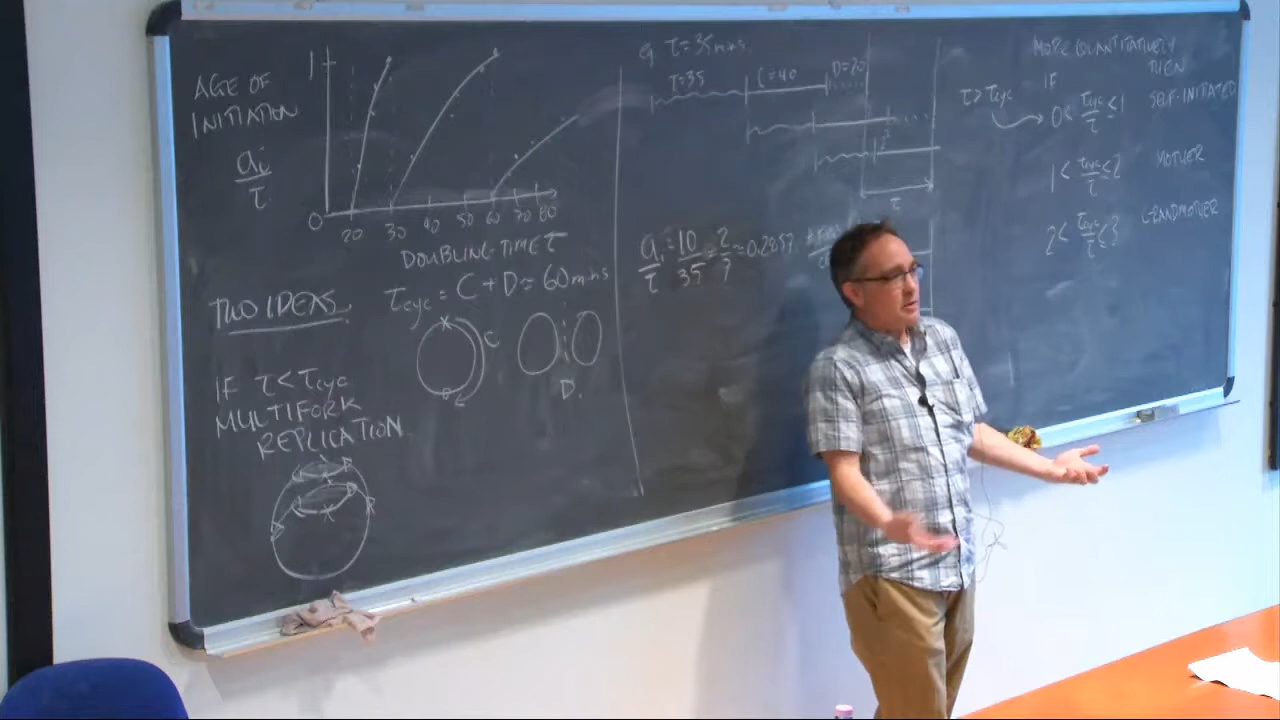 AGE OF
INITIATION
ai
τ
1
0
20 30 40 50 60 70 80
DOUBLING-TIME τ
τcyc = C + D = 60 mins
TWO IDEAS
C
D.
IF τ < τcyc
MULTIFORK
REPLICATION
τ = 35 mins.
τ=35 C=40 D=20
τ
ai/τ = 10/35 = 2/7 ≈ 0.2857
MORE QUANTITATIVELY
IF THEN
τ > τcyc
0 < τcyc/τ ≤ 1 SELF-INITIATED
1 < τcyc/τ ≤ 2 MOTHER
2 < τcyc/τ ≤ 3 GRANDMOTHER